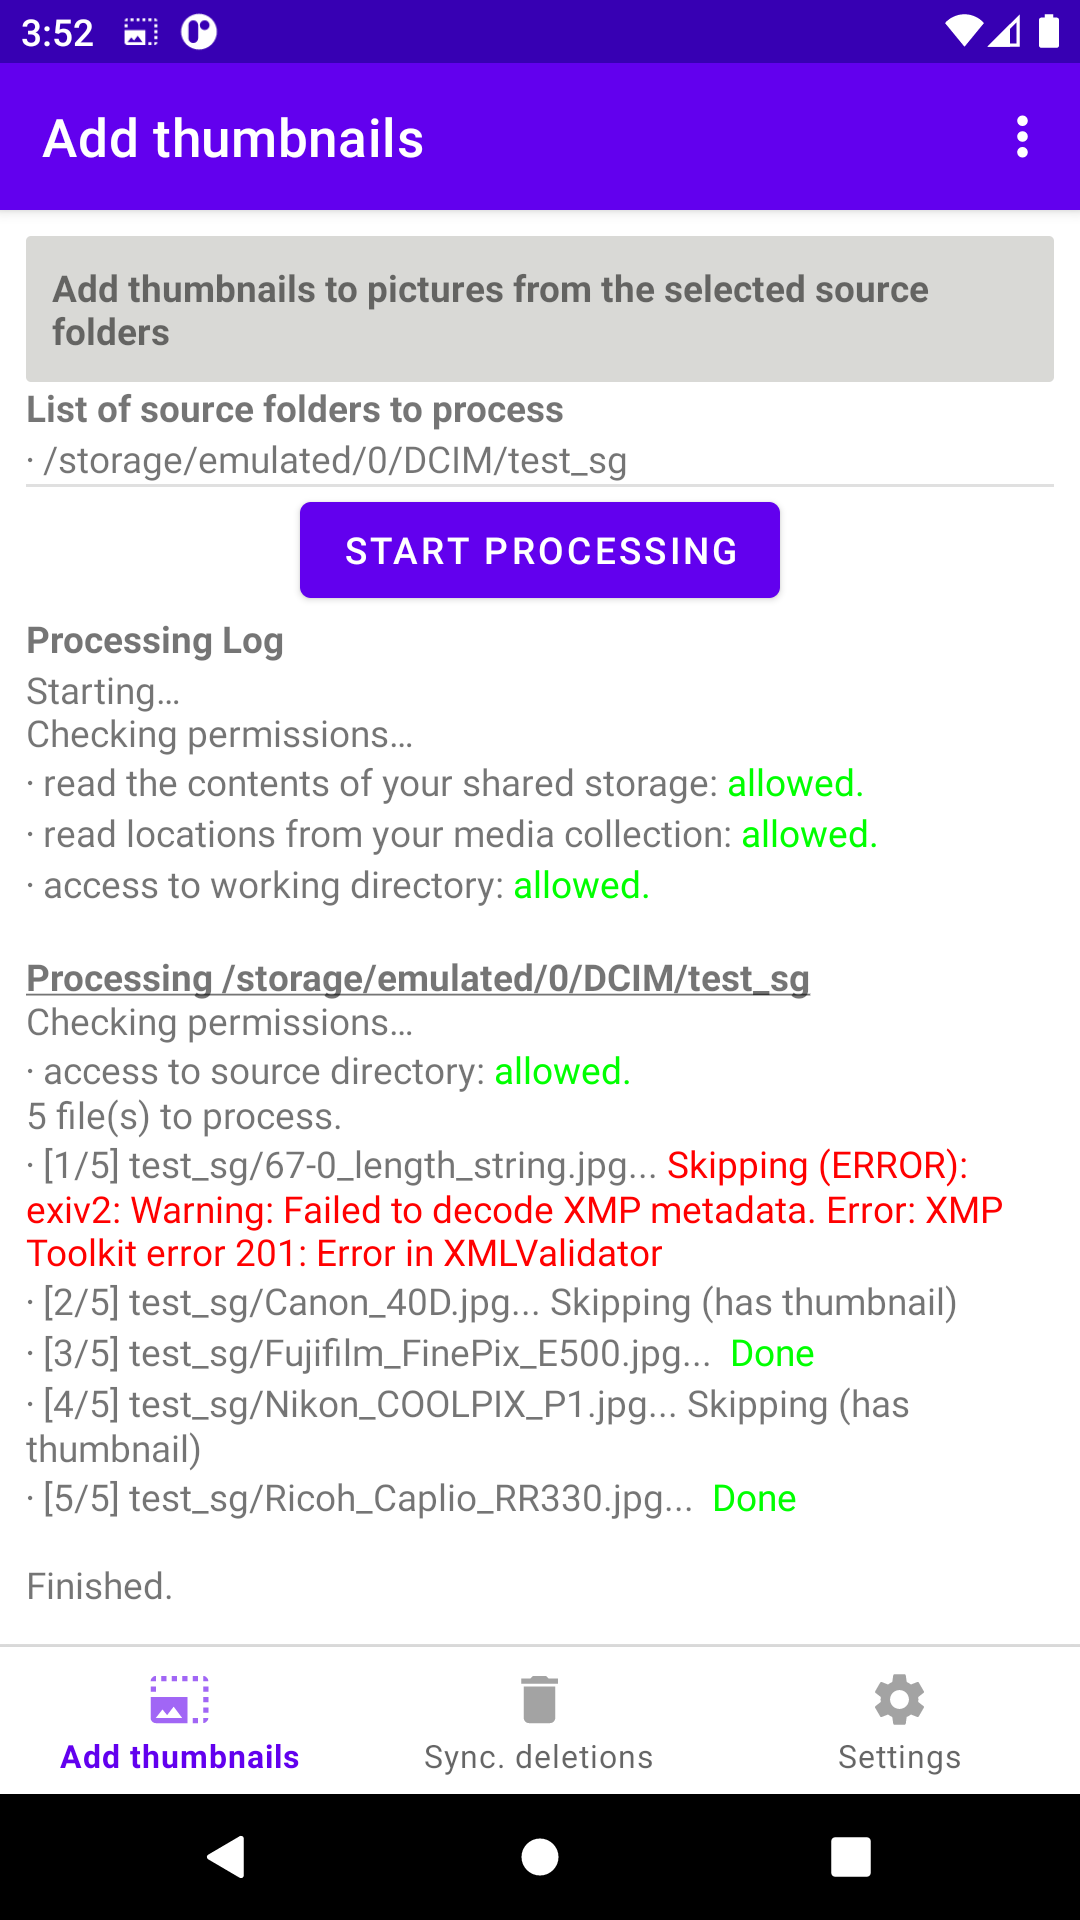 3:52
Add thumbnails
Add thumbnails to pictures from the selected source
folders
List of source folders to process
· /storage/emulated/0/DCIM/test_sg
START PROCESSING
Processing Log
Starting…
Checking permissions…
· read the contents of your shared storage: allowed.
· read locations from your media collection: allowed.
· access to working directory: allowed.
Processing /storage/emulated/0/DCIM/test_sg
Checking permissions…
· access to source directory: allowed.
5 file(s) to process.
· [1/5] test_sg/67-0_length_string.jpg... Skipping (ERROR):
exiv2: Warning: Failed to decode XMP metadata. Error: XMP
Toolkit error 201: Error in XMLValidator
· [2/5] test_sg/Canon_40D.jpg... Skipping (has thumbnail)
· [3/5] test_sg/Fujifilm_FinePix_E500.jpg... Done
· [4/5] test_sg/Nikon_COOLPIX_P1.jpg... Skipping (has
thumbnail)
· [5/5] test_sg/Ricoh_Caplio_RR330.jpg... Done
Finished.
Add thumbnails
Sync. deletions
Settings